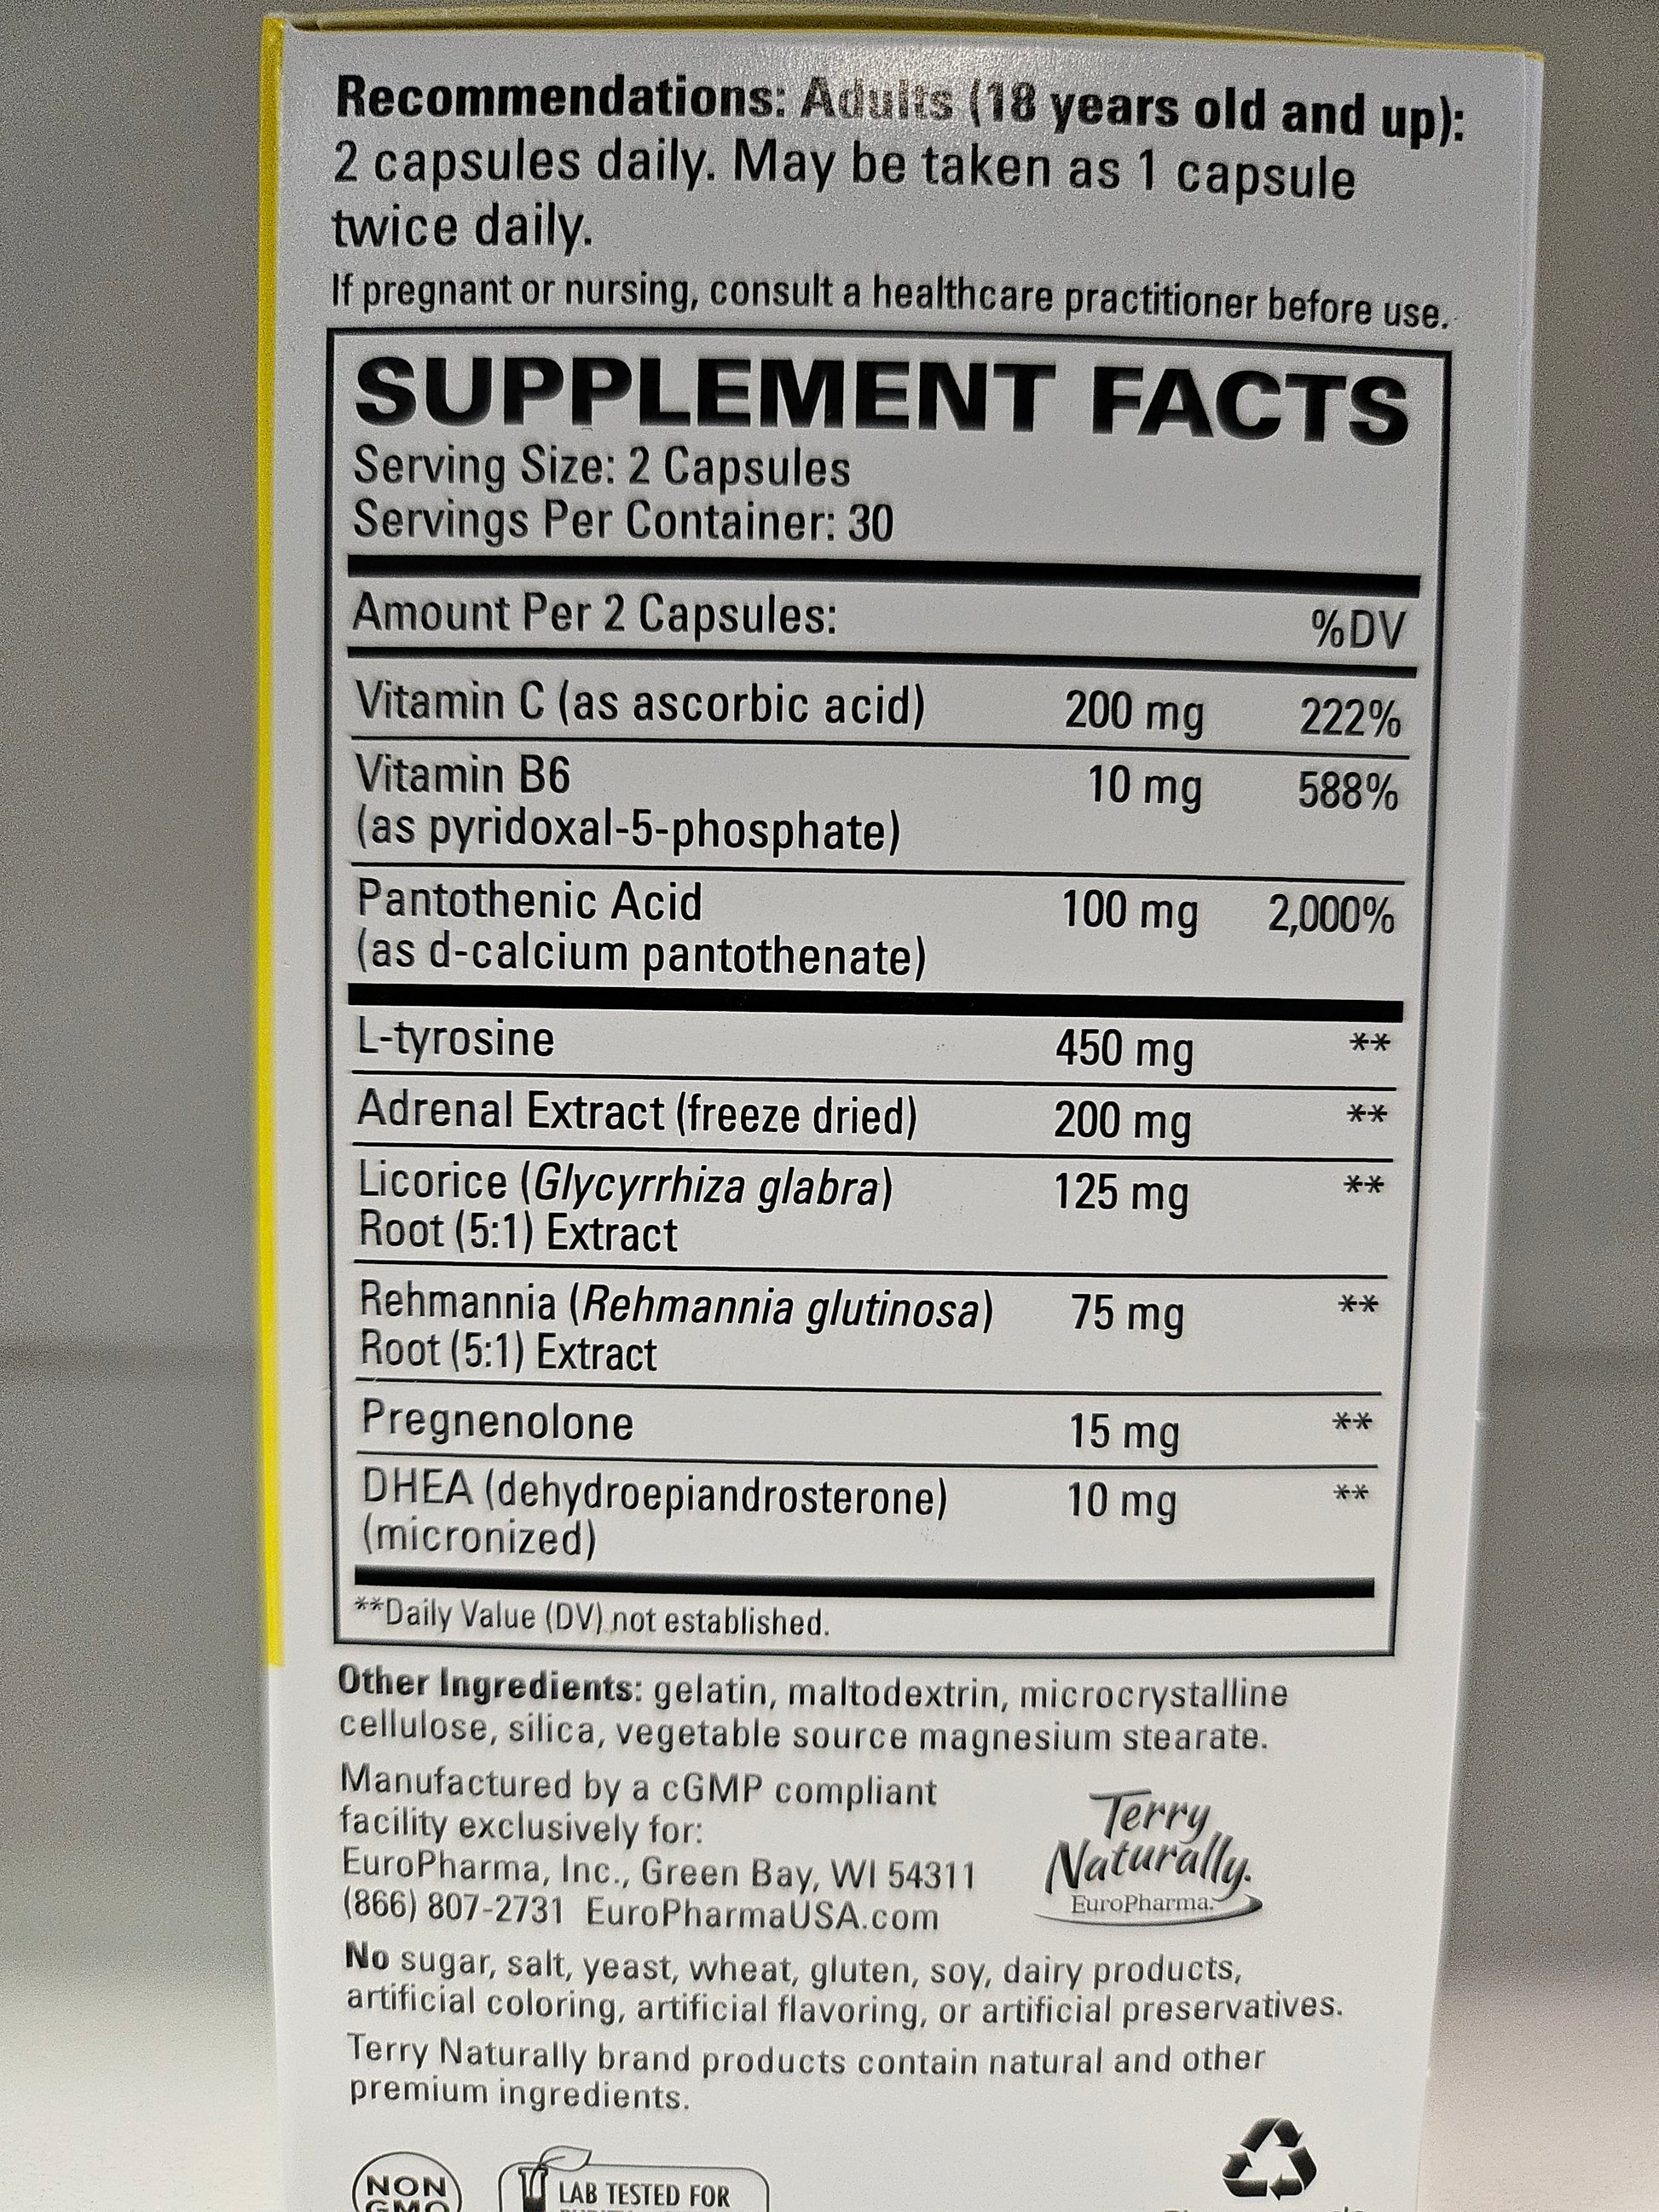 Recommendations: Adults (18 years old and up):
2 capsules daily. May be taken as 1 capsule
twice daily.
If pregnant or nursing, consult a healthcare practitioner before use.
SUPPLEMENT FACTS
Serving Size: 2 Capsules
Servings Per Container: 30
Amount Per 2 Capsules: %DV
Vitamin C (as ascorbic acid) 200 mg 222%
Vitamin B6 10 mg 588%
(as pyridoxal-5-phosphate)
Pantothenic Acid 100 mg 2,000%
(as d-calcium pantothenate)
L-tyrosine 450 mg **
Adrenal Extract (freeze dried) 200 mg **
Licorice (Glycyrrhiza glabra) 125 mg **
Root (5:1) Extract
Rehmannia (Rehmannia glutinosa) 75 mg **
Root (5:1) Extract
Pregnenolone 15 mg **
DHEA (dehydroepiandrosterone) 10 mg **
(micronized)
**Daily Value (DV) not established.
Other Ingredients: gelatin, maltodextrin, microcrystalline
cellulose, silica, vegetable source magnesium stearate.
Manufactured by a cGMP compliant
facility exclusively for:
EuroPharma, Inc., Green Bay, WI 54311
(866) 807-2731 EuroPharmaUSA.com
Terry
Naturally.
EuroPharma.
No sugar, salt, yeast, wheat, gluten, soy, dairy products,
artificial coloring, artificial flavoring, or artificial preservatives.
Terry Naturally brand products contain natural and other
premium ingredients.
NON
GMO
LAB TESTED FOR